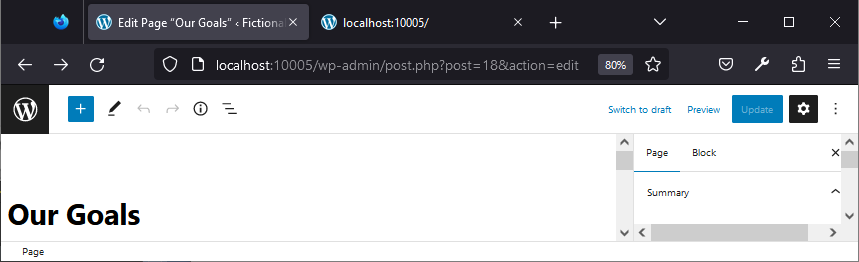 Edit Page “Our Goals” ‹ Fictional
localhost:10005/
localhost:10005/wp-admin/post.php?post=18&action=edit
80%
Switch to draft
Preview
Update
Page
Block
Summary
Our Goals
Page